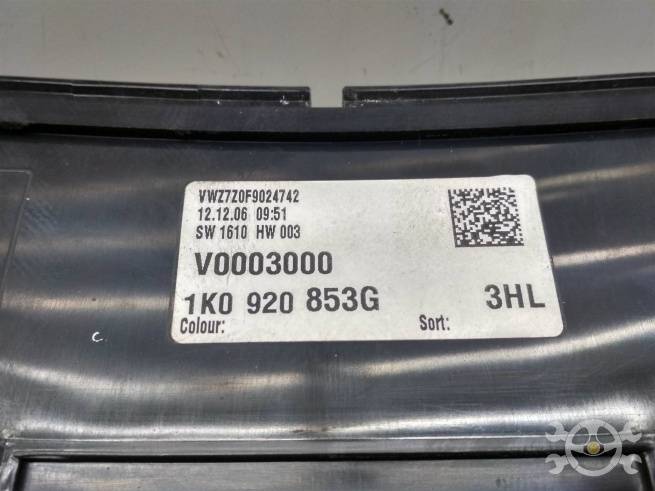 VWZ7Z0F9024742
12.12.06 09:51
SW 1610 HW 003
V0003000
1K0 920 853G 3HL
Colour: Sort: